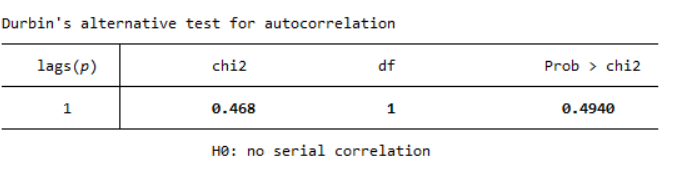 Durbin's alternative test for autocorrelation
lags(p) chi2 df Prob > chi2
1 0.468 1 0.4940
H0: no serial correlation